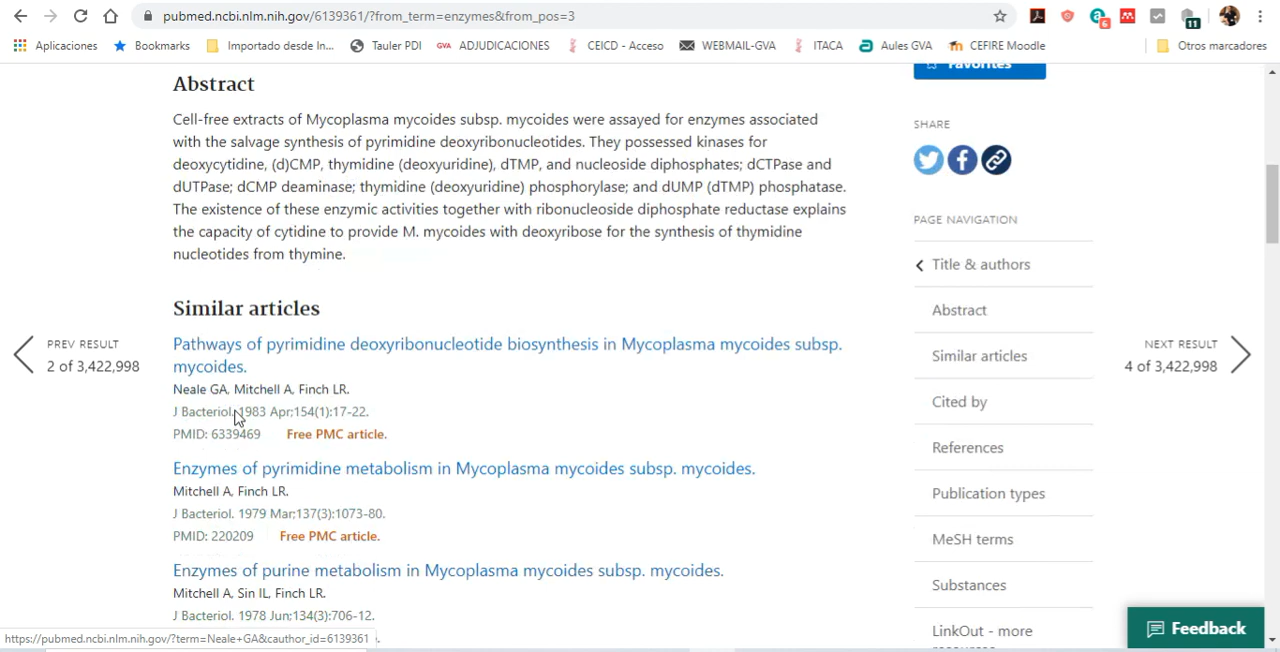 pubmed.ncbi.nlm.nih.gov/6139361/?from_term=enzymes&from_pos=3
6
11
Aplicaciones
Bookmarks
Importado desde In...
Tauler PDI
GVA ADJUDICACIONES
CEICD - Acceso
WEBMAIL-GVA
ITACA
Aules GVA
CEFIRE Moodle
Otros marcadores
Favorites
Abstract
Cell-free extracts of Mycoplasma mycoides subsp. mycoides were assayed for enzymes associated
with the salvage synthesis of pyrimidine deoxyribonucleotides. They possessed kinases for
deoxycytidine, (d)CMP, thymidine (deoxyuridine), dTMP, and nucleoside diphosphates; dCTPase and
dUTPase; dCMP deaminase; thymidine (deoxyuridine) phosphorylase; and dUMP (dTMP) phosphatase.
The existence of these enzymic activities together with ribonucleoside diphosphate reductase explains
the capacity of cytidine to provide M. mycoides with deoxyribose for the synthesis of thymidine
nucleotides from thymine.
Similar articles
Pathways of pyrimidine deoxyribonucleotide biosynthesis in Mycoplasma mycoides subsp.
mycoides.
Neale GA, Mitchell A, Finch LR.
J Bacteriol. 1983 Apr;154(1):17-22.
PMID: 6339469 Free PMC article.
Enzymes of pyrimidine metabolism in Mycoplasma mycoides subsp. mycoides.
Mitchell A, Finch LR.
J Bacteriol. 1979 Mar;137(3):1073-80.
PMID: 220209 Free PMC article.
Enzymes of purine metabolism in Mycoplasma mycoides subsp. mycoides.
Mitchell A, Sin IL, Finch LR.
J Bacteriol. 1978 Jun;134(3):706-12.
https://pubmed.ncbi.nlm.nih.gov/?term=Neale+GA&cauthor_id=6139361
PREV RESULT
2 of 3,422,998
NEXT RESULT
4 of 3,422,998
SHARE
PAGE NAVIGATION
Title & authors
Abstract
Similar articles
Cited by
References
Publication types
MeSH terms
Substances
LinkOut - more
Feedback